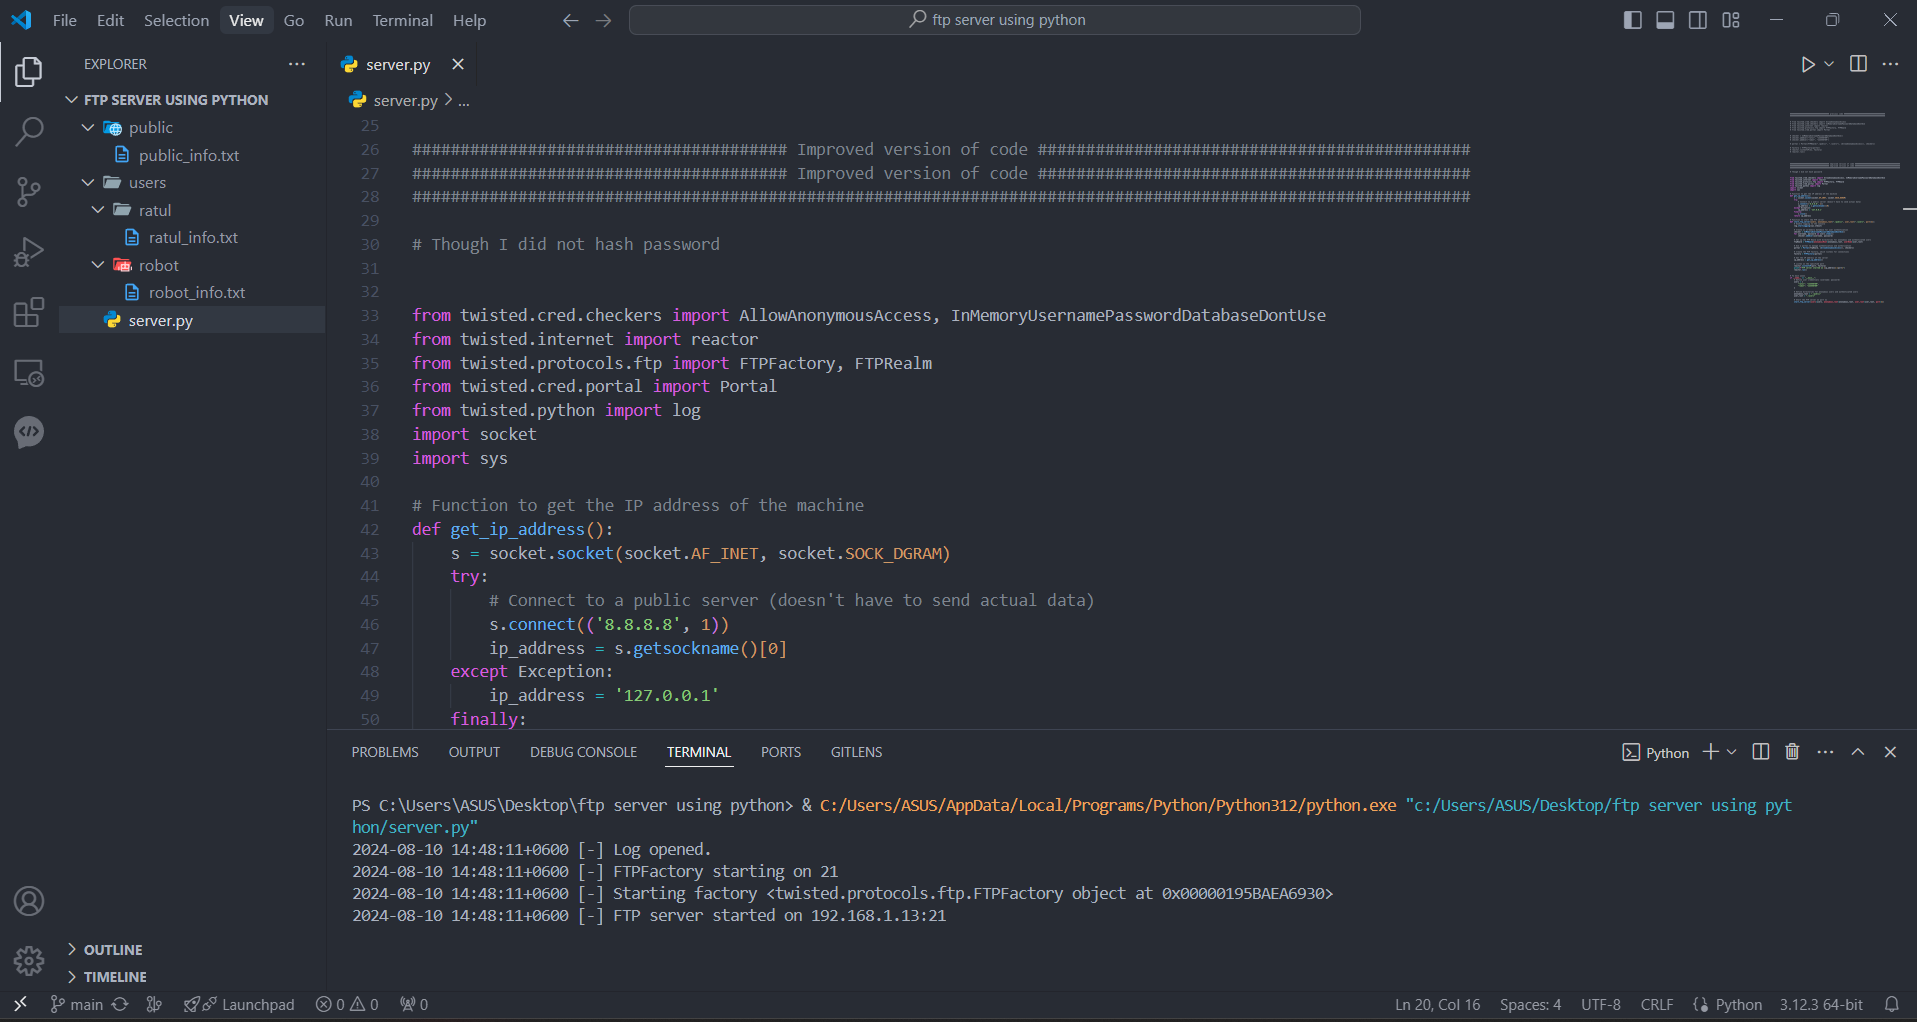 File Edit Selection View Go Run Terminal Help
ftp server using python
EXPLORER
FTP SERVER USING PYTHON
public
public_info.txt
users
ratul
ratul_info.txt
robot
robot_info.txt
server.py
OUTLINE
TIMELINE
server.py
server.py > ...
25
26 ####################################### Improved version of code #############################################
27 ####################################### Improved version of code #############################################
28 ##############################################################################################################
29
30 # Though I did not hash password
31
32
33 from twisted.cred.checkers import AllowAnonymousAccess, InMemoryUsernamePasswordDatabaseDontUse
34 from twisted.internet import reactor
35 from twisted.protocols.ftp import FTPFactory, FTPRealm
36 from twisted.cred.portal import Portal
37 from twisted.python import log
38 import socket
39 import sys
40
41 # Function to get the IP address of the machine
42 def get_ip_address():
43 s = socket.socket(socket.AF_INET, socket.SOCK_DGRAM)
44 try:
45 # Connect to a public server (doesn't have to send actual data)
46 s.connect(('8.8.8.8', 1))
47 ip_address = s.getsockname()[0]
48 except Exception:
49 ip_address = '127.0.0.1'
50 finally:
PROBLEMS OUTPUT DEBUG CONSOLE TERMINAL PORTS GITLENS
Python
PS C:\Users\ASUS\Desktop\ftp server using python> & C:/Users/ASUS/AppData/Local/Programs/Python/Python312/python.exe "c:/Users/ASUS/Desktop/ftp server using pyt
hon/server.py"
2024-08-10 14:48:11+0600 [-] Log opened.
2024-08-10 14:48:11+0600 [-] FTPFactory starting on 21
2024-08-10 14:48:11+0600 [-] Starting factory <twisted.protocols.ftp.FTPFactory object at 0x00000195BAEA6930>
2024-08-10 14:48:11+0600 [-] FTP server started on 192.168.1.13:21
main Launchpad 0 0 0 Ln 20, Col 16 Spaces: 4 UTF-8 CRLF Python 3.12.3 64-bit